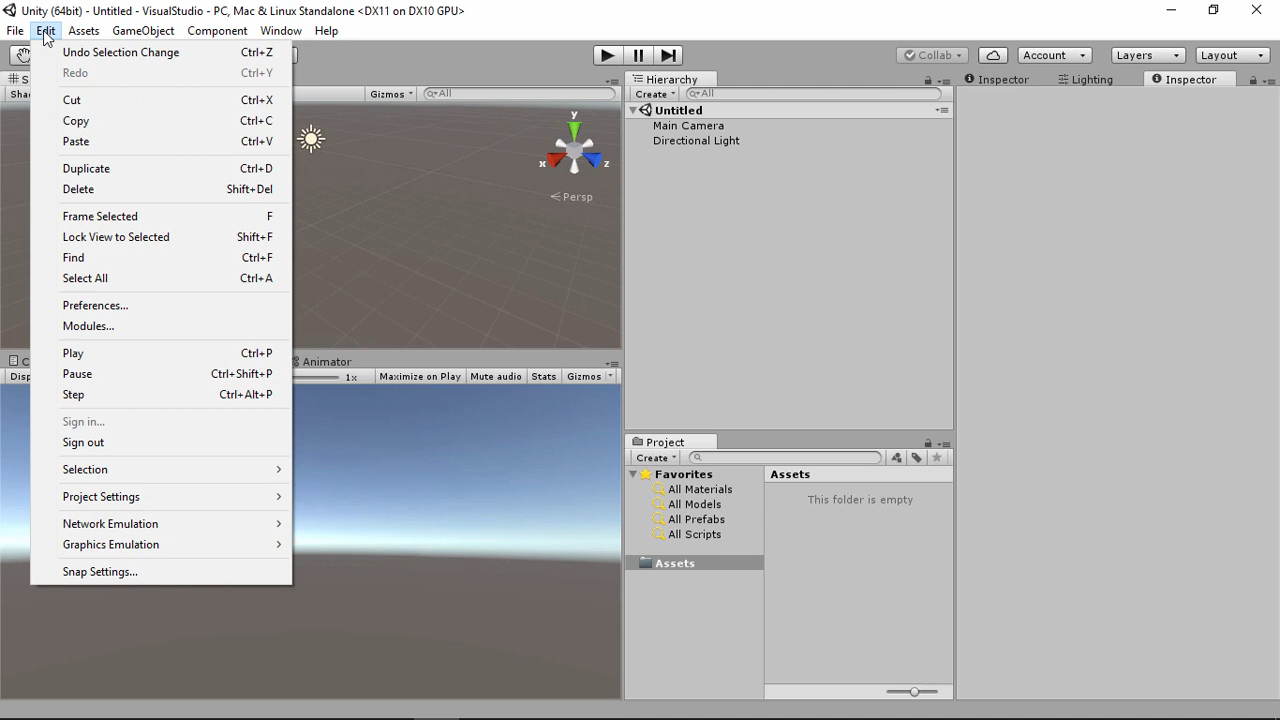 Unity (64bit) - Untitled - VisualStudio - PC, Mac & Linux Standalone <DX11 on DX10 GPU>
File Edit Assets GameObject Component Window Help
Collab Account Layers Layout
Undo Selection Change Ctrl+Z
Redo Ctrl+Y
Cut Ctrl+X
Copy Ctrl+C
Paste Ctrl+V
Duplicate Ctrl+D
Delete Shift+Del
Frame Selected F
Lock View to Selected Shift+F
Find Ctrl+F
Select All Ctrl+A
Preferences...
Modules...
Play Ctrl+P
Pause Ctrl+Shift+P
Step Ctrl+Alt+P
Sign in...
Sign out
Selection
Project Settings
Network Emulation
Graphics Emulation
Snap Settings...
Gizmos All
y
x z
Persp
Animator
1x Maximize on Play Mute audio Stats Gizmos
Hierarchy
Create All
Untitled
Main Camera
Directional Light
Project
Create
Favorites
All Materials
All Models
All Prefabs
All Scripts
Assets
Assets
This folder is empty
Inspector Lighting Inspector